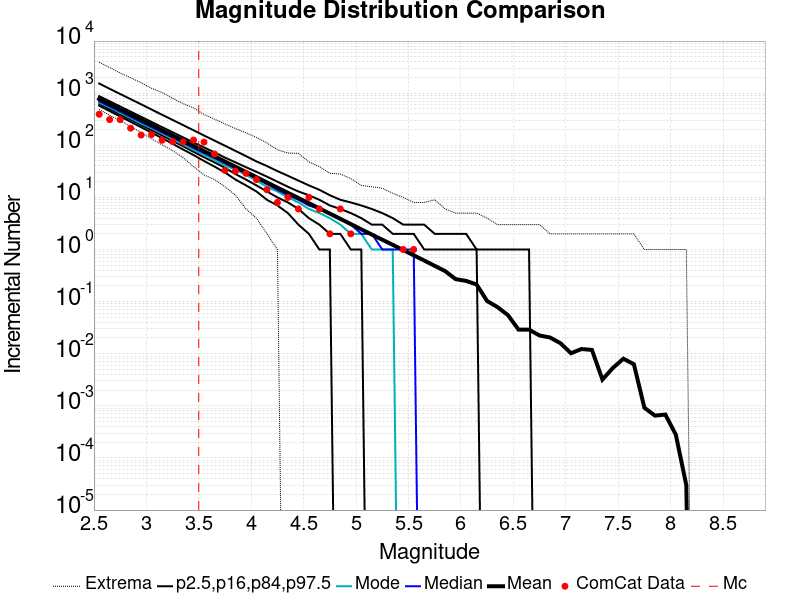 Magnitude Distribution Comparison
10^4
10^3
10^2
10^1
10^0
10^-1
10^-2
10^-3
10^-4
10^-5
Incremental Number
2.5 3 3.5 4 4.5 5 5.5 6 6.5 7 7.5 8 8.5
Magnitude
Extrema p2.5,p16,p84,p97.5 Mode Median Mean ComCat Data Mc